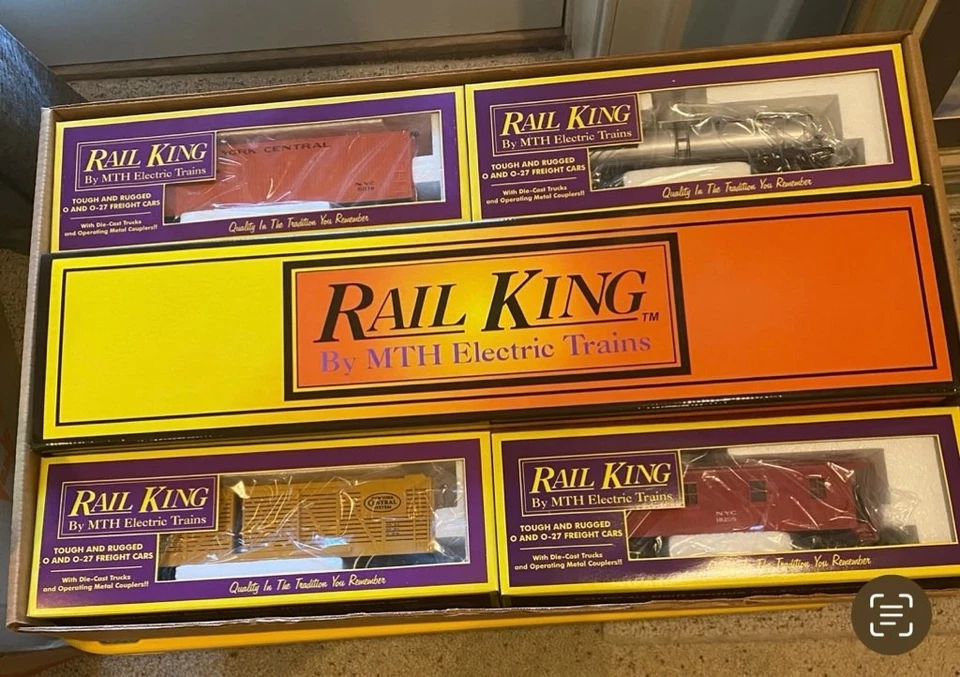 RAIL KING
By MTH Electric Trains
TOUGH AND RUGGED
O AND O-27 FREIGHT CARS
With Die-Cast Trucks
and Operating Metal Couplers!!
Quality In The Tradition You Remember
YORK CENTRAL
NYC
RAIL KING
By MTH Electric Trains
TOUGH AND RUGGED
O AND O-27 FREIGHT CARS
With Die-Cast Trucks
and Operating Metal Couplers!!
Quality In The Tradition You Remember
RAIL KING™
By MTH Electric Trains
RAIL KING
By MTH Electric Trains
TOUGH AND RUGGED
O AND O-27 FREIGHT CARS
With Die-Cast Trucks
and Operating Metal Couplers!!
Quality In The Tradition You Remember
CENTRAL
RAIL KING
By MTH Electric Trains
TOUGH AND RUGGED
O AND O-27 FREIGHT CARS
With Die-Cast Trucks
and Operating Metal Couplers!!
Quality In The Tradition You Remember
NYC